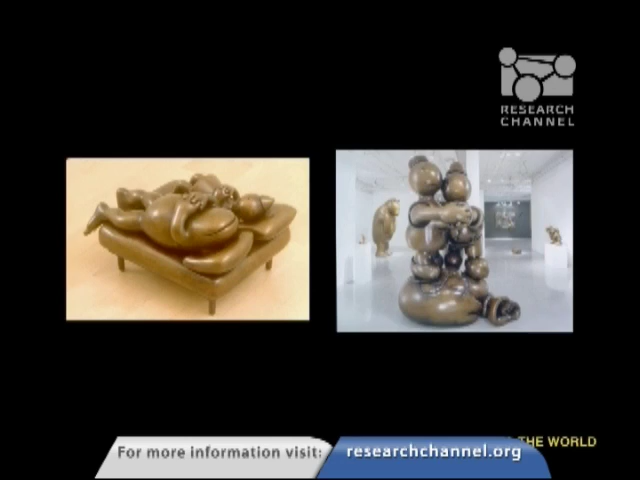 RESEARCH
CHANNEL
THE WORLD
For more information visit:
researchchannel.org